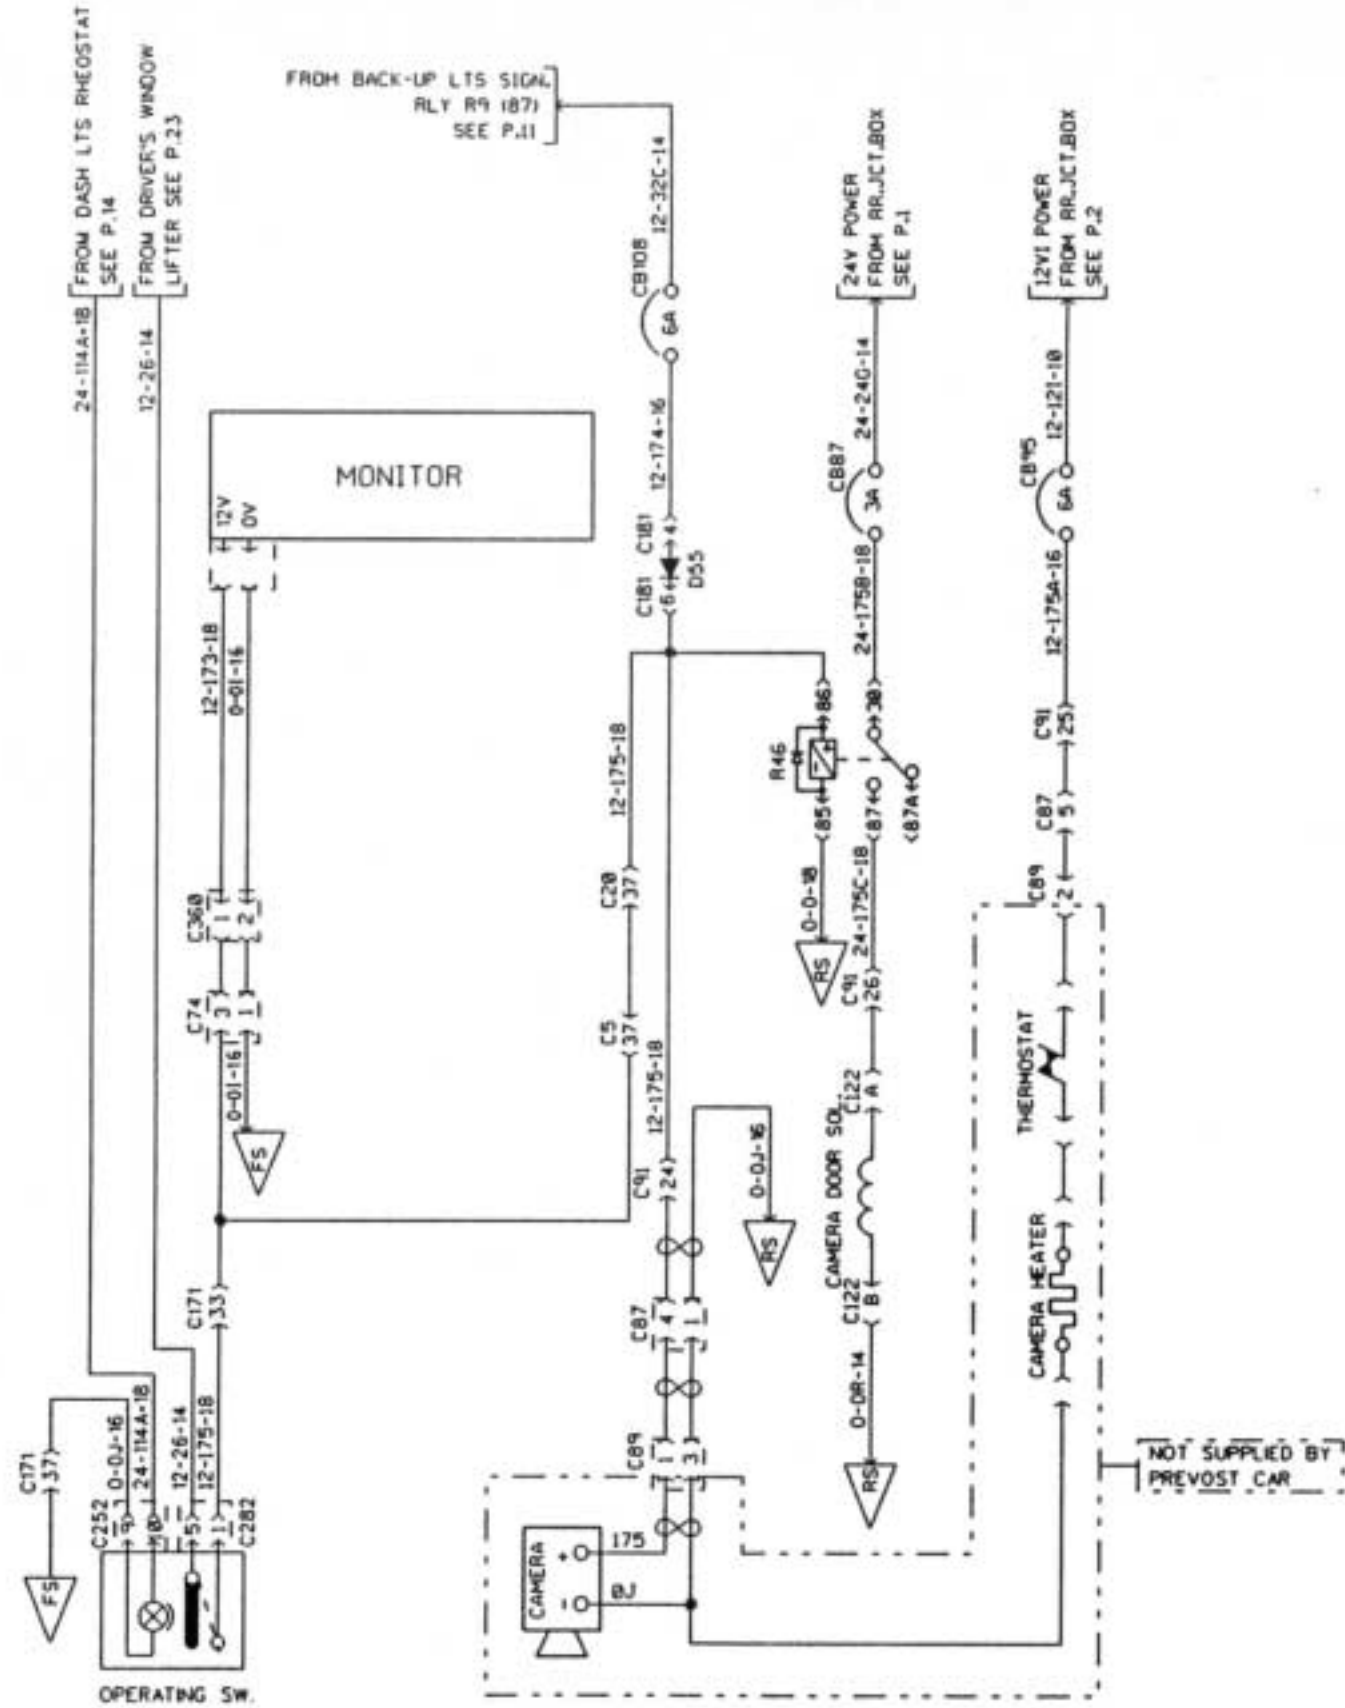 FROM DASH LTS RHEOSTAT
SEE P.14
FROM DRIVER'S WINDOW
LIFTER SEE P.23
24-114A-18
12-26-14
FROM BACK-UP LTS SIGN.
RLY R9 (87)
SEE P.11
12-32C-14
CB108
6A
12-174-16
C181
4
D55
C181
6
24V POWER
FROM RR.JCT.BOX
SEE P.1
24-24G-14
CB87
3A
24-175B-18
12V1 POWER
FROM RR.JCT.BOX
SEE P.2
12-121-10
CB95
6A
12-175A-16
MONITOR
12V
0V
12-173-18
0-01-16
C360
1
2
C74
3
1
0-01-16
FS
12-175-18
C20
37
C5
37
12-175-18
C91
24
R46
86
85
30
87
87A
0-0-18
RS
24-175C-18
C91
26
C122
A
CAMERA DOOR SOL.
C122
B
0-0R-14
RS
C91
25
C87
5
C89
2
THERMOSTAT
CAMERA HEATER
0-0J-16
RS
C87
4
1
C89
1
3
C171
33
C171
37
FS
0-0J-16
24-114A-18
12-26-14
12-175-18
C252
9
10
5
1
C282
OPERATING SW.
CAMERA
+
-
175
0J
NOT SUPPLIED BY
PREVOST CAR